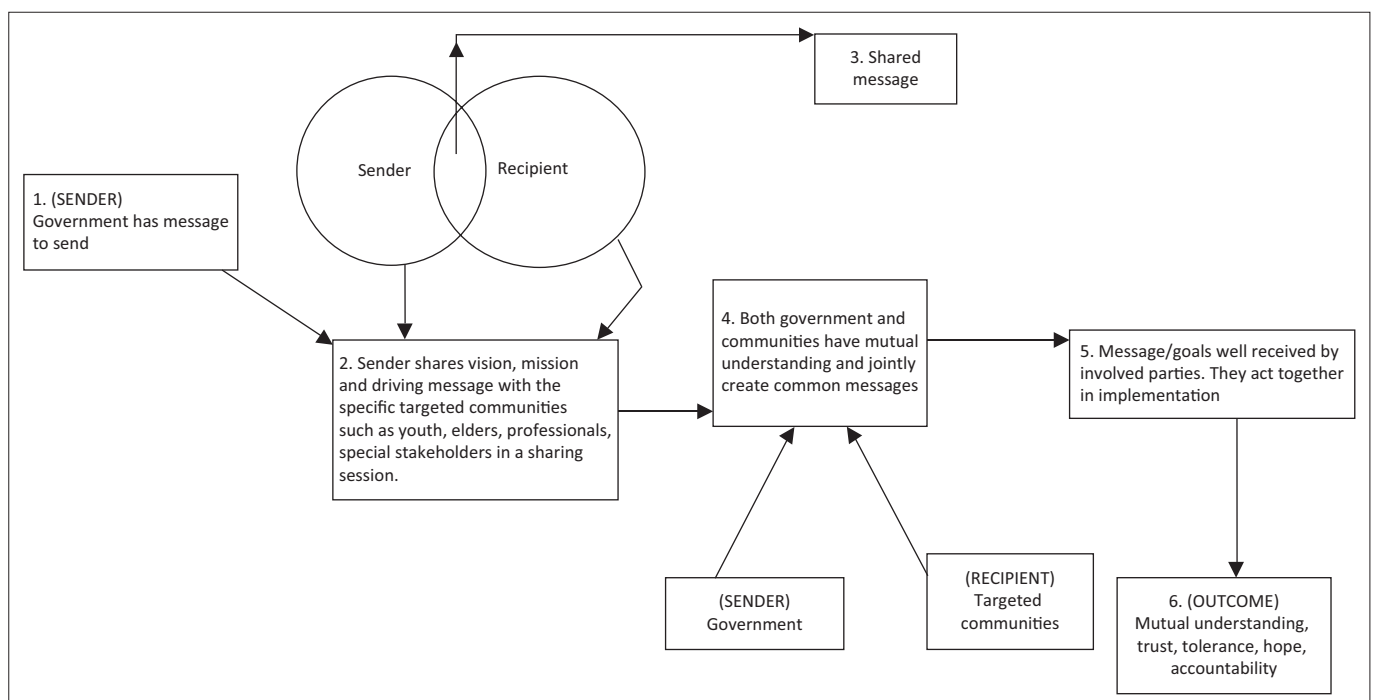 3. Shared
message
Sender
Recipient
1. (SENDER)
Government has message
to send
2. Sender shares vision, mission
and driving message with the
specific targeted communities
such as youth, elders, professionals,
special stakeholders in a sharing
session.
4. Both government and
communities have mutual
understanding and jointly
create common messages
5. Message/goals well received by
involved parties. They act together
in implementation
(SENDER)
Government
(RECIPIENT)
Targeted
communities
6. (OUTCOME)
Mutual understanding,
trust, tolerance, hope,
accountability